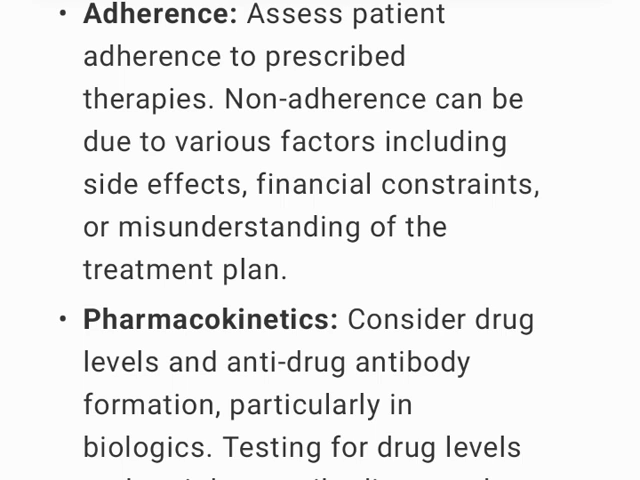 • Adherence: Assess patient
adherence to prescribed
therapies. Non-adherence can be
due to various factors including
side effects, financial constraints,
or misunderstanding of the
treatment plan.
• Pharmacokinetics: Consider drug
levels and anti-drug antibody
formation, particularly in
biologics. Testing for drug levels